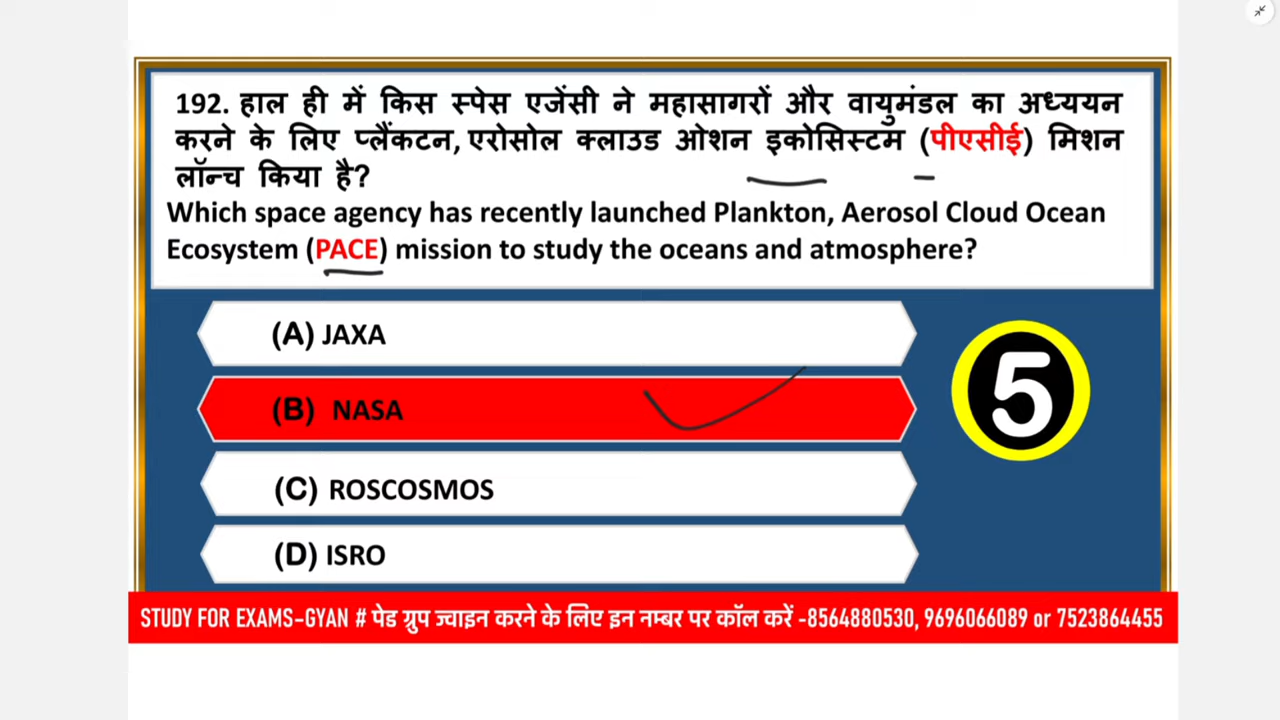 192. हाल ही में किस स्पेस एजेंसी ने महासागरों और वायुमंडल का अध्ययन
करने के लिए प्लैंकटन, एरोसोल क्लाउड ओशन इकोसिस्टम (पीएसीई) मिशन
लॉन्च किया है?
Which space agency has recently launched Plankton, Aerosol Cloud Ocean
Ecosystem (PACE) mission to study the oceans and atmosphere?
(A) JAXA
(B) NASA
5
(C) ROSCOSMOS
(D) ISRO
STUDY FOR EXAMS-GYAN # पेड ग्रुप ज्वाइन करने के लिए इन नम्बर पर कॉल करें -8564880530, 9696066089 or 7523864455